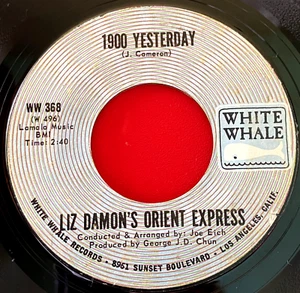 1900 YESTERDAY
(J. Cameron)
WW 368
(W 496)
Lamaia Music
BMI
Time: 2:40
WHITE
WHALE
LIZ DAMON'S ORIENT EXPRESS
Conducted & Arranged by: Joe Eich
Produced by George J.D. Chun
WHITE WHALE RECORDS • 8961 SUNSET BOULEVARD • LOS ANGELES, CALIF.